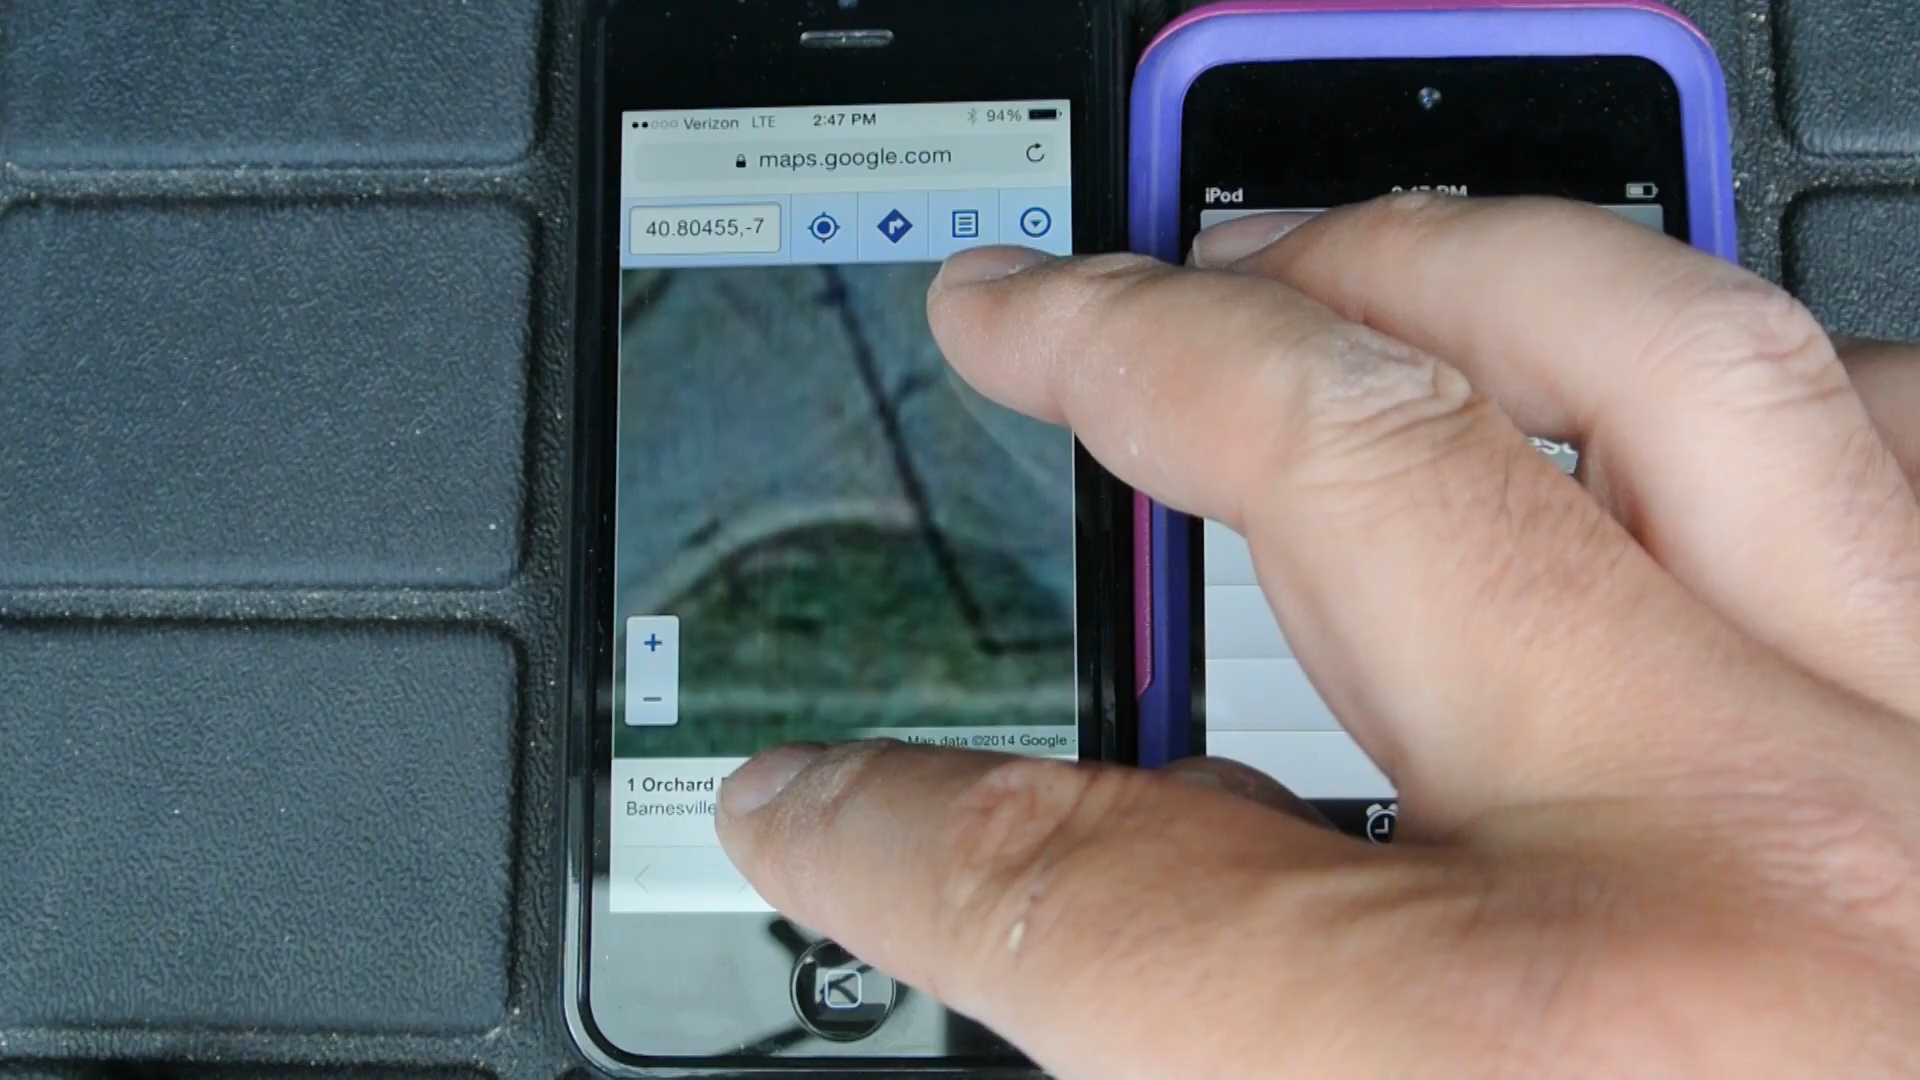 Verizon LTE 2:47 PM 94%
maps.google.com
40.80455,-7
+
−
Map data ©2014 Google -
1 Orchard
Barnesville
iPod